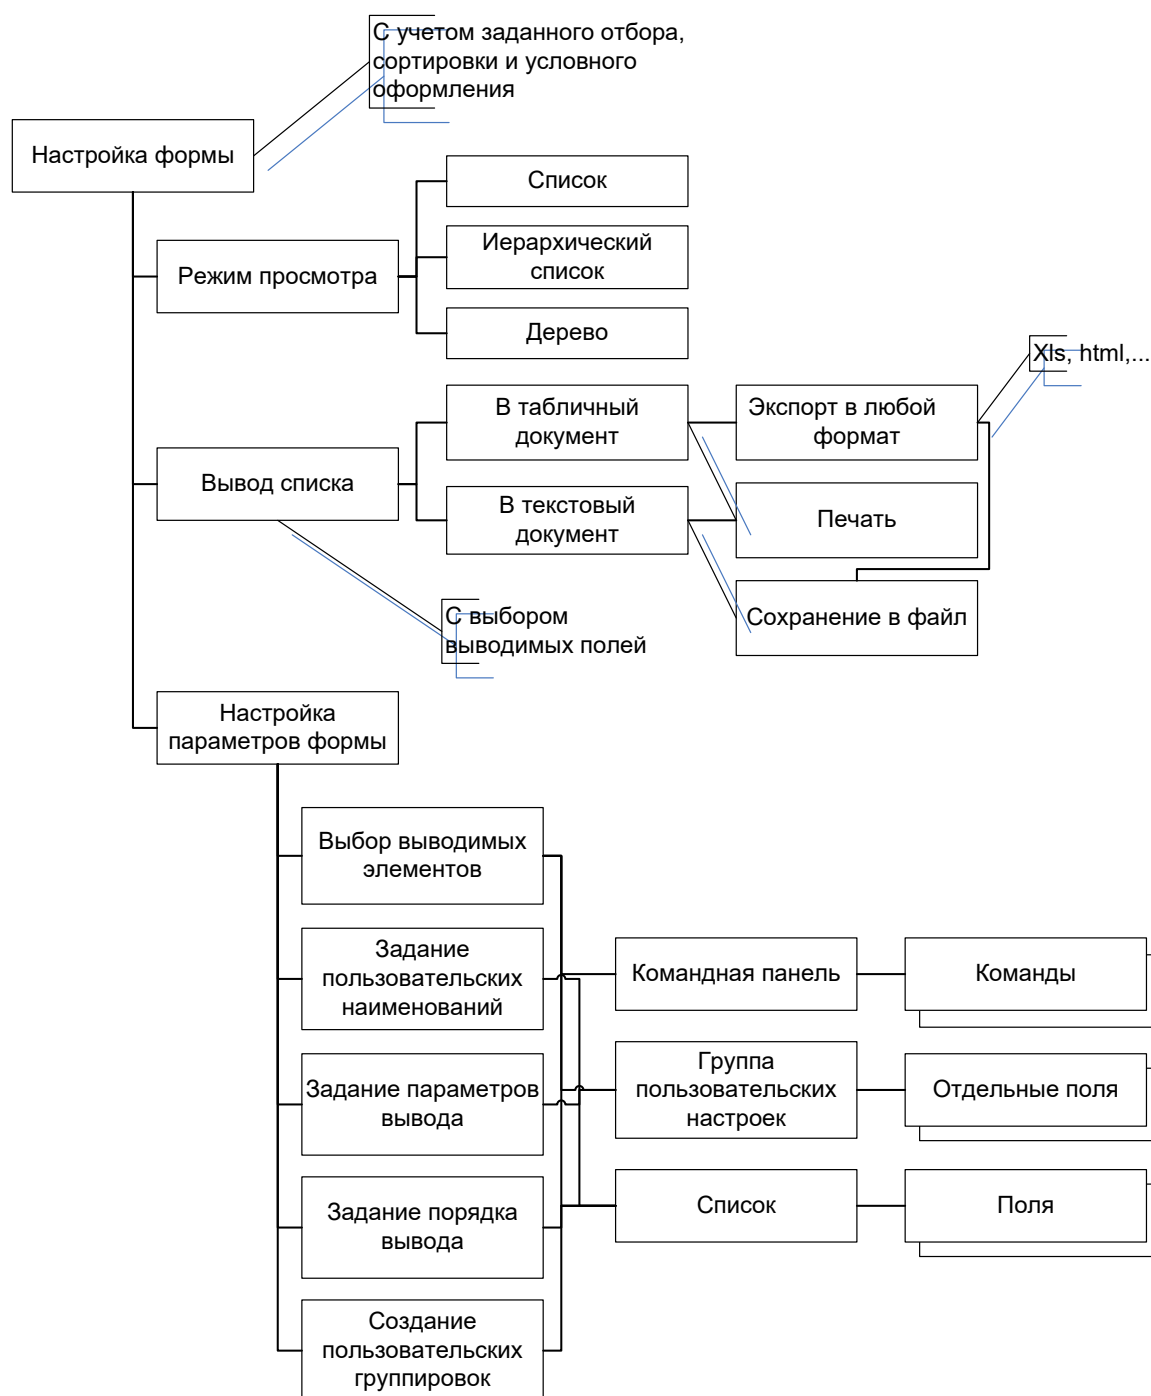 С учетом заданного отбора,
сортировки и условного
оформления
Настройка формы
Список
Режим просмотра
Иерархический
список
Дерево
Xls, html,...
В табличный
документ
Экспорт в любой
формат
Вывод списка
В текстовый
документ
Печать
Сохранение в файл
С выбором
выводимых полей
Настройка
параметров формы
Выбор выводимых
элементов
Задание
пользовательских
наименований
Командная панель
Команды
Задание параметров
вывода
Группа
пользовательских
настроек
Отдельные поля
Задание порядка
вывода
Список
Поля
Создание
пользовательских
группировок